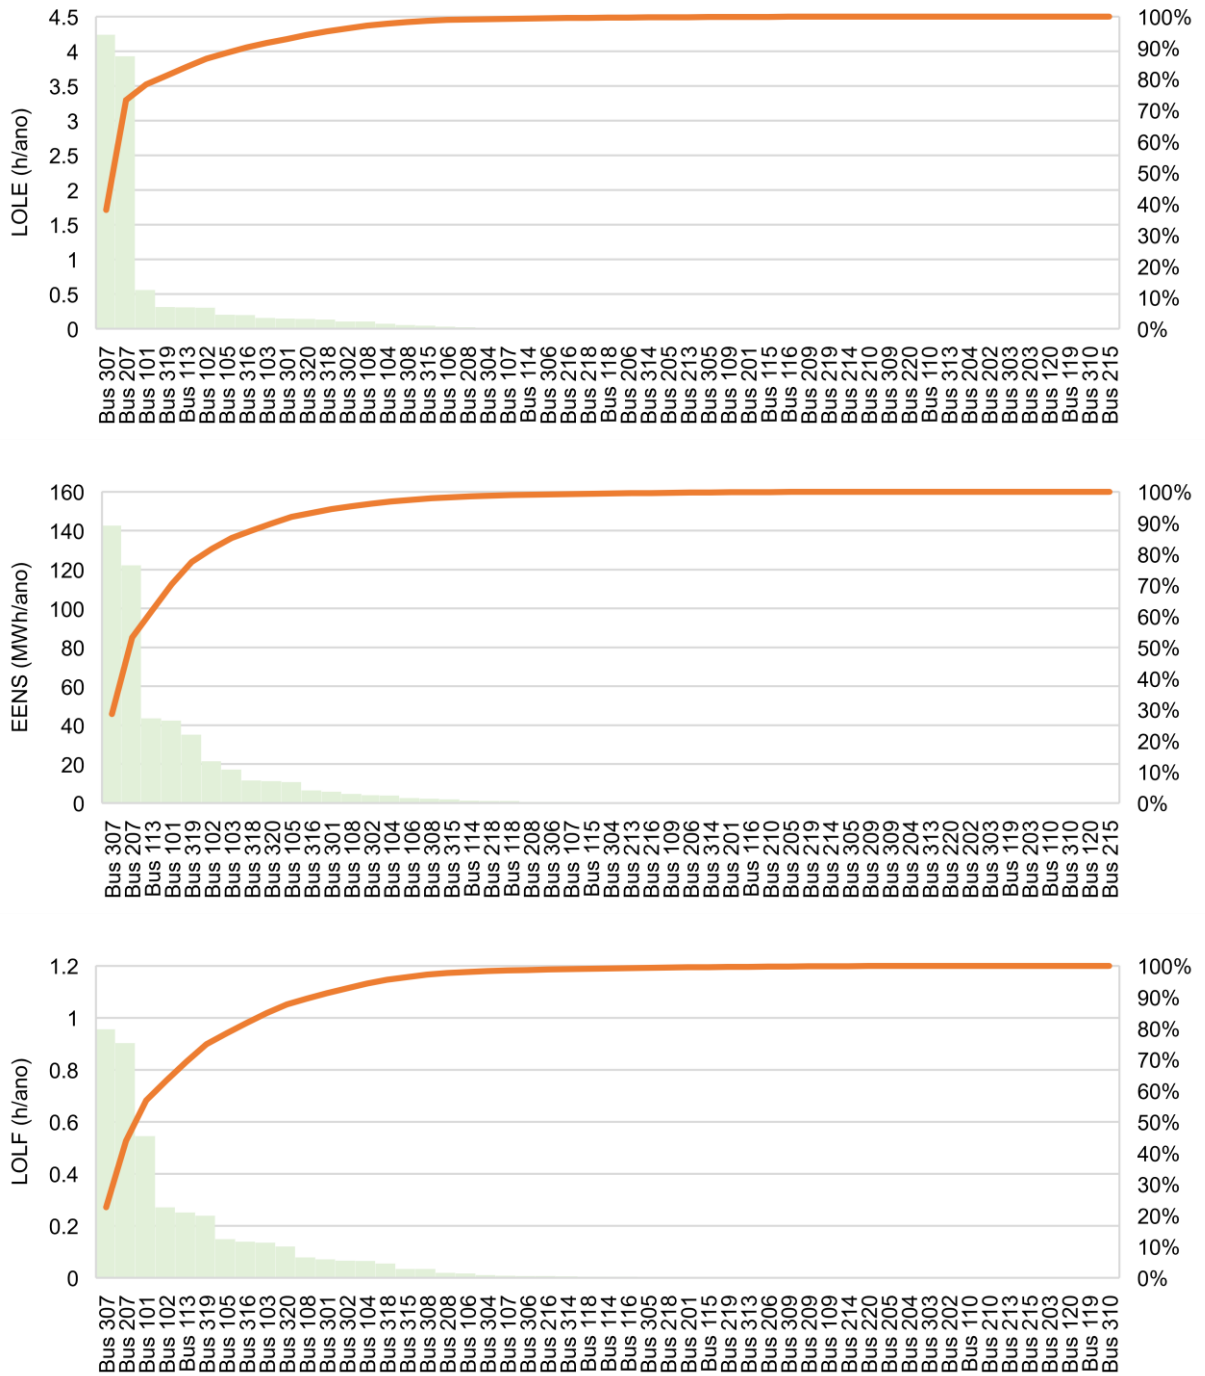 LOLE (h/ano)
4.5
4
3.5
3
2.5
2
1.5
1
0.5
0
100%
90%
80%
70%
60%
50%
40%
30%
20%
10%
0%
Bus 307
Bus 207
Bus 101
Bus 319
Bus 113
Bus 102
Bus 105
Bus 316
Bus 103
Bus 301
Bus 320
Bus 318
Bus 302
Bus 108
Bus 104
Bus 308
Bus 315
Bus 106
Bus 208
Bus 304
Bus 107
Bus 114
Bus 306
Bus 216
Bus 218
Bus 118
Bus 206
Bus 314
Bus 205
Bus 213
Bus 305
Bus 109
Bus 201
Bus 115
Bus 116
Bus 209
Bus 219
Bus 214
Bus 210
Bus 309
Bus 220
Bus 110
Bus 313
Bus 204
Bus 202
Bus 303
Bus 203
Bus 120
Bus 119
Bus 310
Bus 215
EENS (MWh/ano)
160
140
120
100
80
60
40
20
0
100%
90%
80%
70%
60%
50%
40%
30%
20%
10%
0%
Bus 307
Bus 207
Bus 113
Bus 101
Bus 319
Bus 102
Bus 103
Bus 318
Bus 320
Bus 105
Bus 316
Bus 301
Bus 108
Bus 302
Bus 104
Bus 106
Bus 308
Bus 315
Bus 114
Bus 218
Bus 118
Bus 208
Bus 306
Bus 107
Bus 115
Bus 304
Bus 213
Bus 216
Bus 109
Bus 206
Bus 314
Bus 201
Bus 116
Bus 210
Bus 205
Bus 219
Bus 214
Bus 305
Bus 209
Bus 309
Bus 204
Bus 313
Bus 220
Bus 202
Bus 303
Bus 119
Bus 203
Bus 110
Bus 310
Bus 120
Bus 215
LOLF (h/ano)
1.2
1
0.8
0.6
0.4
0.2
0
100%
90%
80%
70%
60%
50%
40%
30%
20%
10%
0%
Bus 307
Bus 207
Bus 101
Bus 102
Bus 113
Bus 319
Bus 105
Bus 316
Bus 103
Bus 320
Bus 108
Bus 301
Bus 302
Bus 104
Bus 318
Bus 315
Bus 308
Bus 208
Bus 106
Bus 304
Bus 107
Bus 306
Bus 216
Bus 314
Bus 118
Bus 114
Bus 116
Bus 305
Bus 218
Bus 201
Bus 115
Bus 219
Bus 313
Bus 206
Bus 309
Bus 209
Bus 109
Bus 214
Bus 220
Bus 205
Bus 204
Bus 303
Bus 202
Bus 110
Bus 210
Bus 213
Bus 215
Bus 203
Bus 120
Bus 119
Bus 310